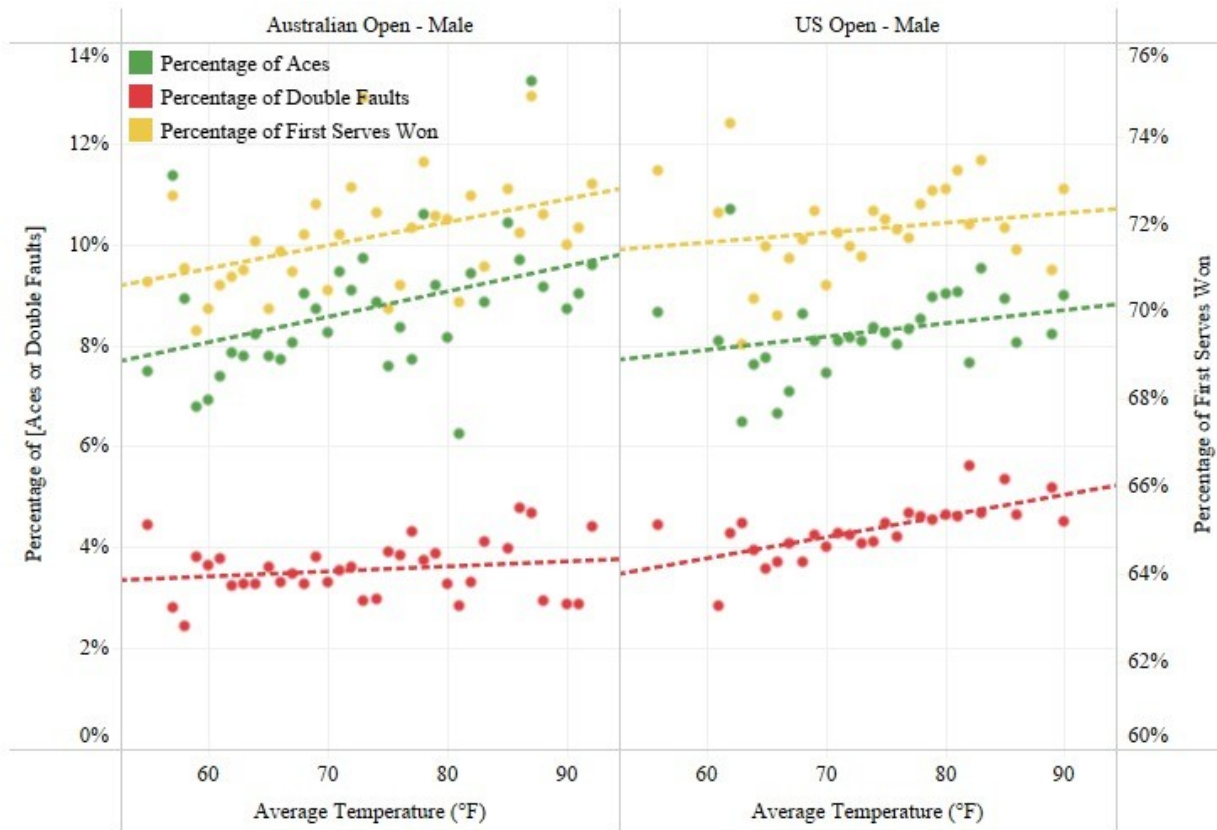 Australian Open - Male
US Open - Male
Percentage of Aces
Percentage of Double Faults
Percentage of First Serves Won
Percentage of [Aces or Double Faults]
14%
12%
10%
8%
6%
4%
2%
0%
76%
74%
72%
70%
68%
66%
64%
62%
60%
Percentage of First Serves Won
60 70 80 90 60 70 80 90
Average Temperature (°F) Average Temperature (°F)